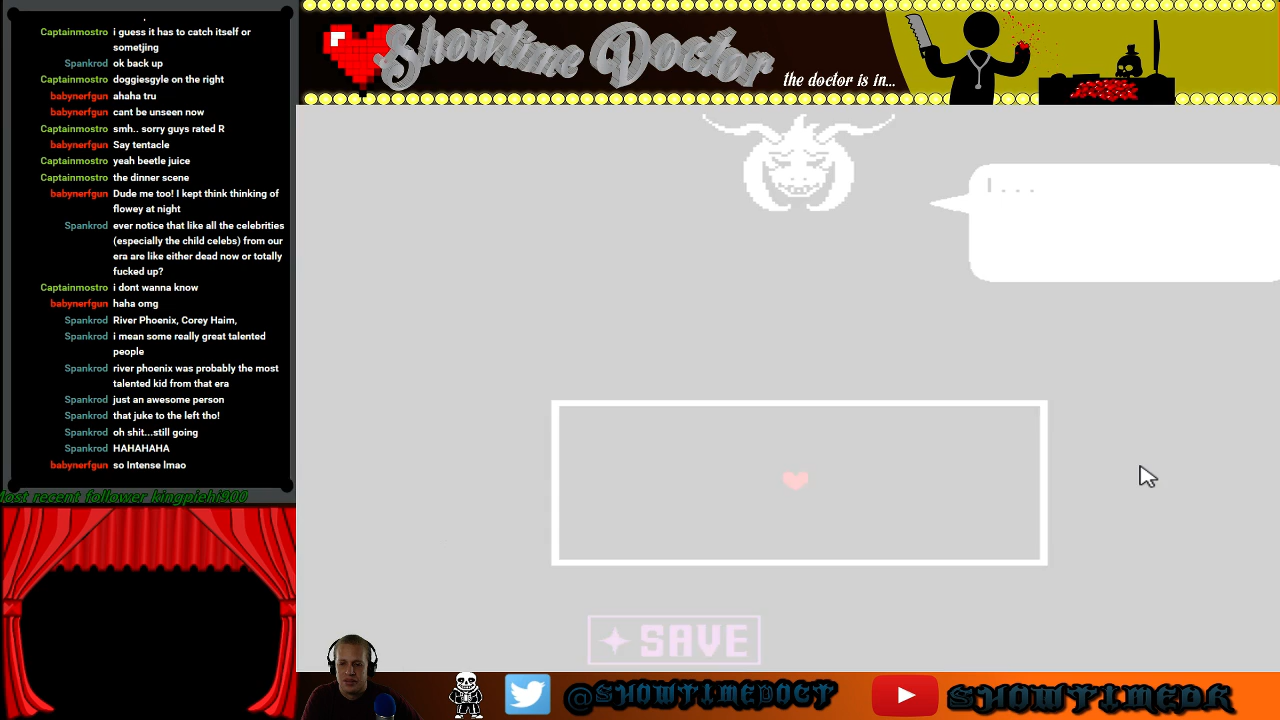 Captainmostro i guess it has to catch itself or
sometjing
Spankrod ok back up
Captainmostro doggiesgyle on the right
babynerfgun ahaha tru
babynerfgun cant be unseen now
Captainmostro smh.. sorry guys rated R
babynerfgun Say tentacle
Captainmostro yeah beetle juice
Captainmostro the dinner scene
babynerfgun Dude me too! I kept think thinking of
flowey at night
Spankrod ever notice that like all the celebrities
(especially the child celebs) from our
era are like either dead now or totally
fucked up?
Captainmostro i dont wanna know
babynerfgun haha omg
Spankrod River Phoenix, Corey Haim,
Spankrod i mean some really great talented
people
Spankrod river phoenix was probably the most
talented kid from that era
Spankrod just an awesome person
Spankrod that juke to the left tho!
Spankrod oh shit...still going
Spankrod HAHAHAHA
babynerfgun so Intense lmao
Most recent follower kingpiehi900
Showtime Doctor
the doctor is in...
. . .
SAVE
@SHOWTIMEDOCT
SHOWTIMEDR